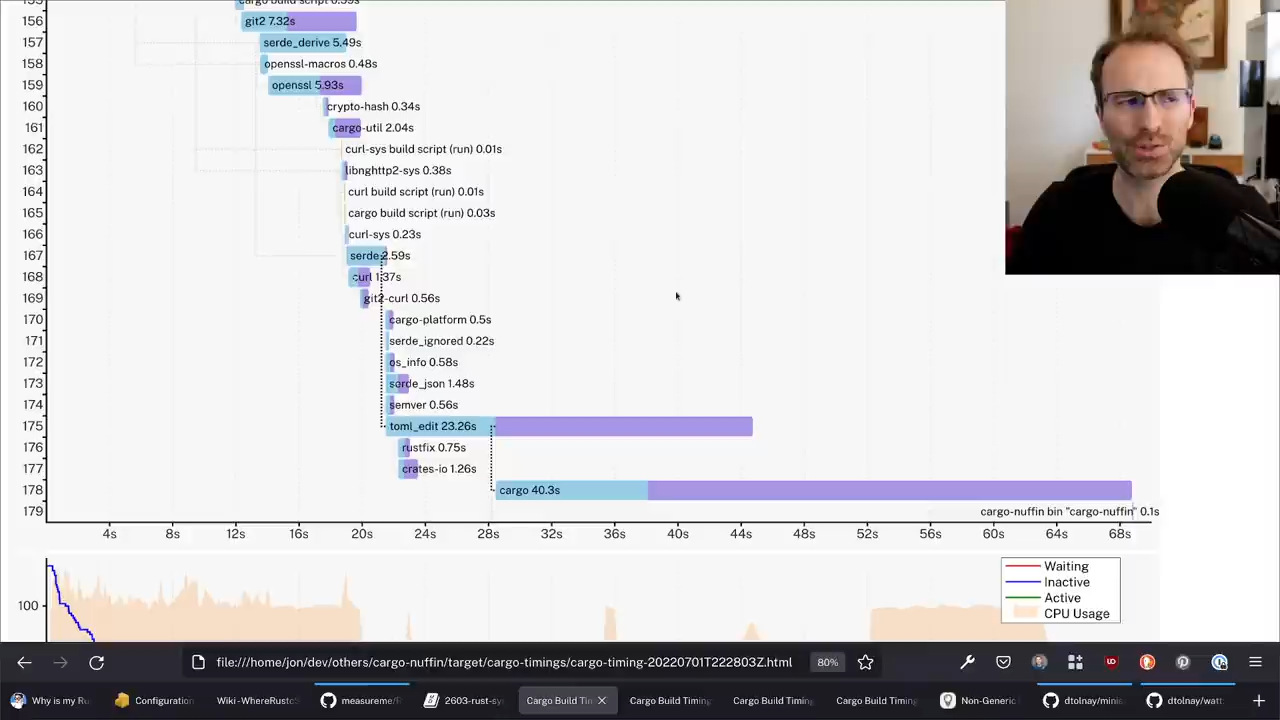 155 cargo build script 0.39s
156 git2 7.32s
157 serde_derive 5.49s
158 openssl-macros 0.48s
159 openssl 5.93s
160 crypto-hash 0.34s
161 cargo-util 2.04s
162 curl-sys build script (run) 0.01s
163 libnghttp2-sys 0.38s
164 curl build script (run) 0.01s
165 cargo build script (run) 0.03s
166 curl-sys 0.23s
167 serde 2.59s
168 curl 1.37s
169 git2-curl 0.56s
170 cargo-platform 0.5s
171 serde_ignored 0.22s
172 os_info 0.58s
173 serde_json 1.48s
174 semver 0.56s
175 toml_edit 23.26s
176 rustfix 0.75s
177 crates-io 1.26s
178 cargo 40.3s
179 cargo-nuffin bin "cargo-nuffin" 0.1s
4s 8s 12s 16s 20s 24s 28s 32s 36s 40s 44s 48s 52s 56s 60s 64s 68s
Waiting
Inactive
Active
CPU Usage
100
file:///home/jon/dev/others/cargo-nuffin/target/cargo-timings/cargo-timing-20220701T222803Z.html 80%
Why is my Ru Configuration Wiki-WhereRustc measureme/R 2603-rust-sy Cargo Build Ti Cargo Build Timing Cargo Build Timing Cargo Build Timing Non-Generic dtolnay/mini dtolnay/watt